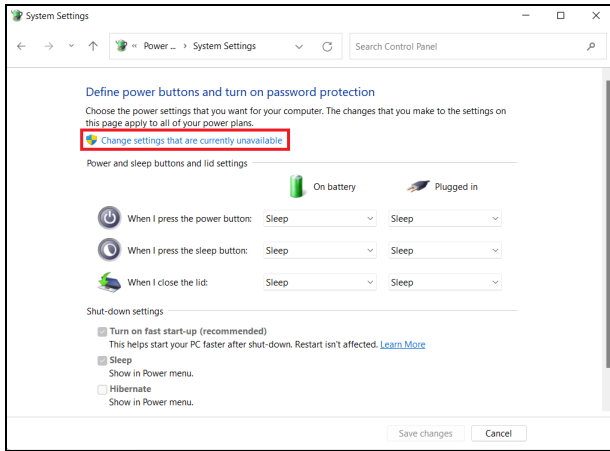 System Settings
« Power ... › System Settings
Search Control Panel
Define power buttons and turn on password protection
Choose the power settings that you want for your computer. The changes that you make to the settings on
this page apply to all of your power plans.
Change settings that are currently unavailable
Power and sleep buttons and lid settings
On battery Plugged in
When I press the power button: Sleep Sleep
When I press the sleep button: Sleep Sleep
When I close the lid: Sleep Sleep
Shut-down settings
Turn on fast start-up (recommended)
This helps start your PC faster after shut-down. Restart isn't affected. Learn More
Sleep
Show in Power menu.
Hibernate
Show in Power menu.
Save changes Cancel